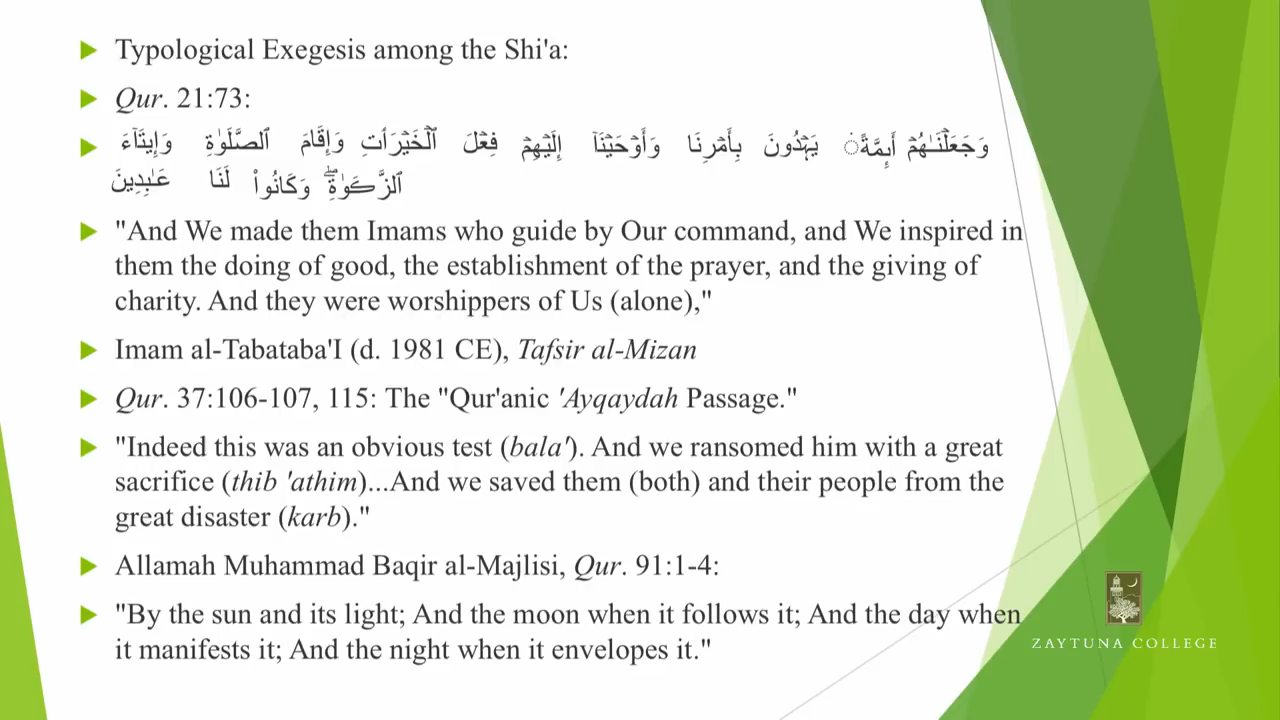 Typological Exegesis among the Shi'a:
Qur. 21:73:
وَجَعَلْنَـٰهُمْ أَئِمَّةًۭ يَهْدُونَ بِأَمْرِنَا وَأَوْحَيْنَآ إِلَيْهِمْ فِعْلَ ٱلْخَيْرَٰتِ وَإِقَامَ ٱلصَّلَوٰةِ وَإِيتَآءَ
ٱلزَّكَوٰةِ ۖ وَكَانُوا۟ لَنَا عَـٰبِدِينَ
"And We made them Imams who guide by Our command, and We inspired in
them the doing of good, the establishment of the prayer, and the giving of
charity. And they were worshippers of Us (alone),"
Imam al-Tabataba'I (d. 1981 CE), Tafsir al-Mizan
Qur. 37:106-107, 115: The "Qur'anic 'Ayqaydah Passage."
"Indeed this was an obvious test (bala'). And we ransomed him with a great
sacrifice (thib 'athim)...And we saved them (both) and their people from the
great disaster (karb)."
Allamah Muhammad Baqir al-Majlisi, Qur. 91:1-4:
"By the sun and its light; And the moon when it follows it; And the day when
it manifests it; And the night when it envelopes it."
ZAYTUNA COLLEGE